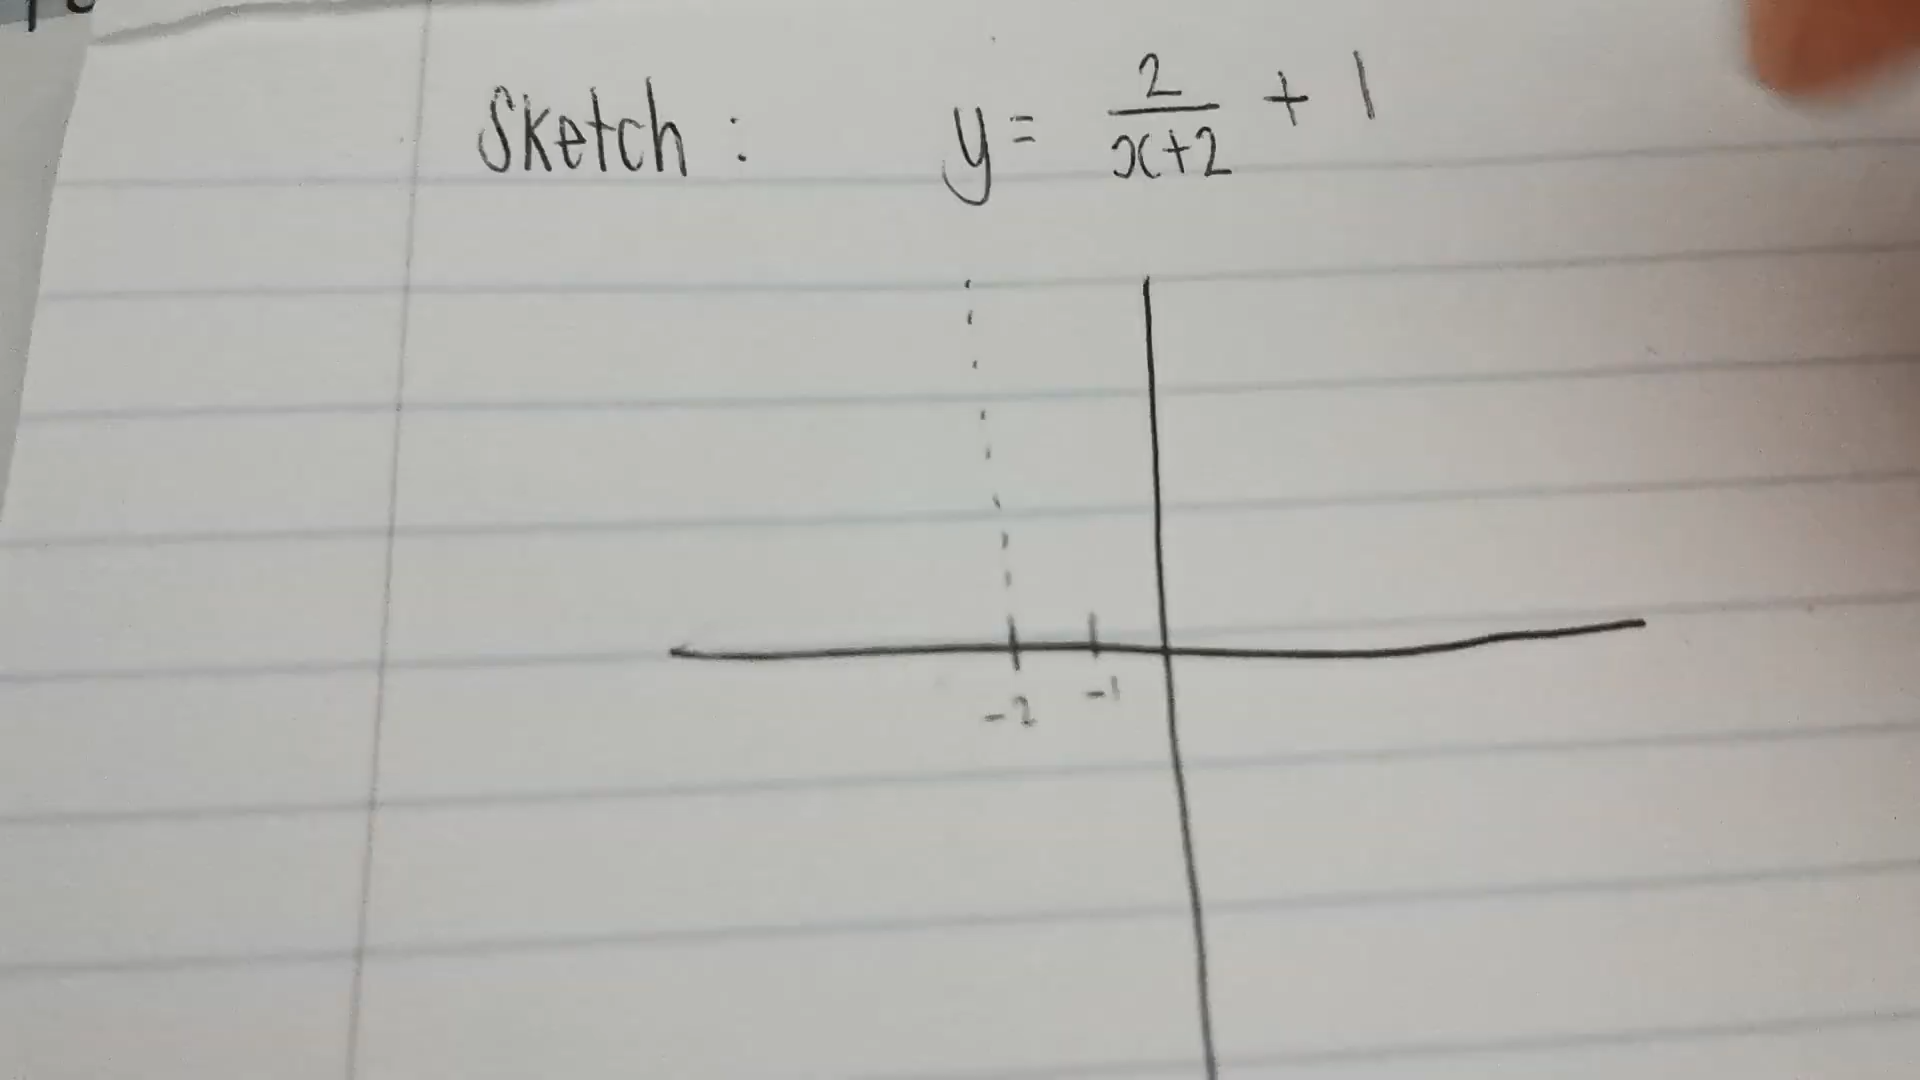 Sketch : y = 2/(x+2) + 1
-2 -1